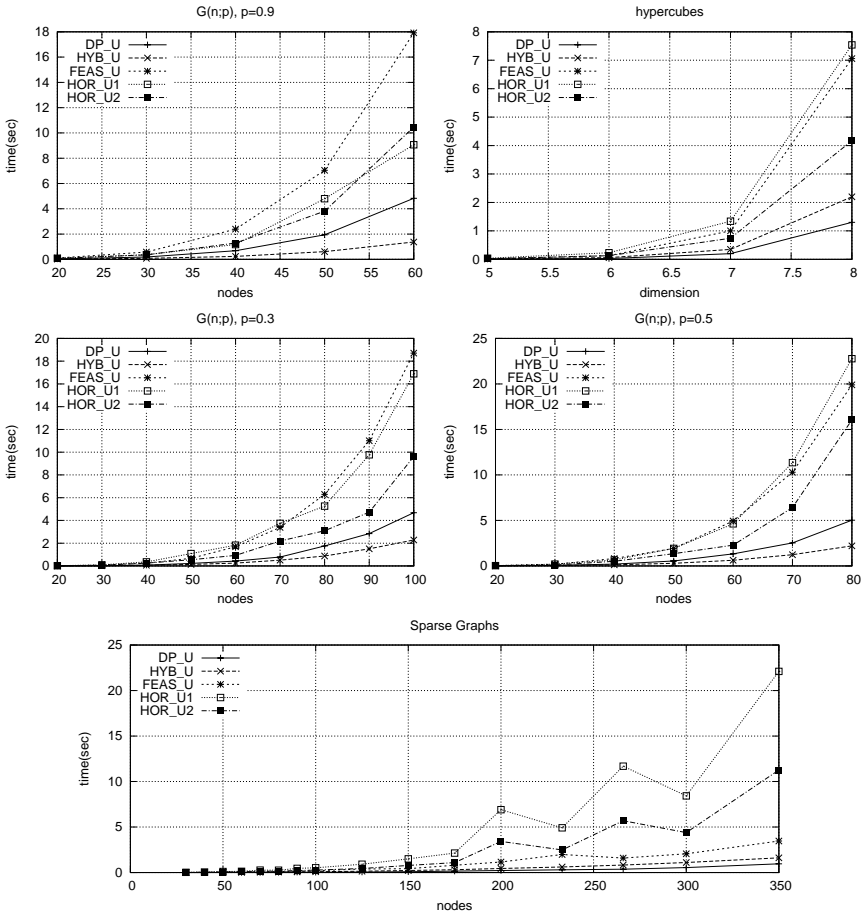 G(n;p), p=0.9
18
16
14
12
10
8
6
4
2
0
time(sec)
DP_U
HYB_U
FEAS_U
HOR_U1
HOR_U2
20 25 30 35 40 45 50 55 60
nodes
hypercubes
8
7
6
5
4
3
2
1
0
time(sec)
DP_U
HYB_U
FEAS_U
HOR_U1
HOR_U2
5 5.5 6 6.5 7 7.5 8
dimension
G(n;p), p=0.3
20
18
16
14
12
10
8
6
4
2
0
time(sec)
DP_U
HYB_U
FEAS_U
HOR_U1
HOR_U2
20 30 40 50 60 70 80 90 100
nodes
G(n;p), p=0.5
25
20
15
10
5
0
time(sec)
DP_U
HYB_U
FEAS_U
HOR_U1
HOR_U2
20 30 40 50 60 70 80
nodes
Sparse Graphs
25
20
15
10
5
0
time(sec)
DP_U
HYB_U
FEAS_U
HOR_U1
HOR_U2
0 50 100 150 200 250 300 350
nodes